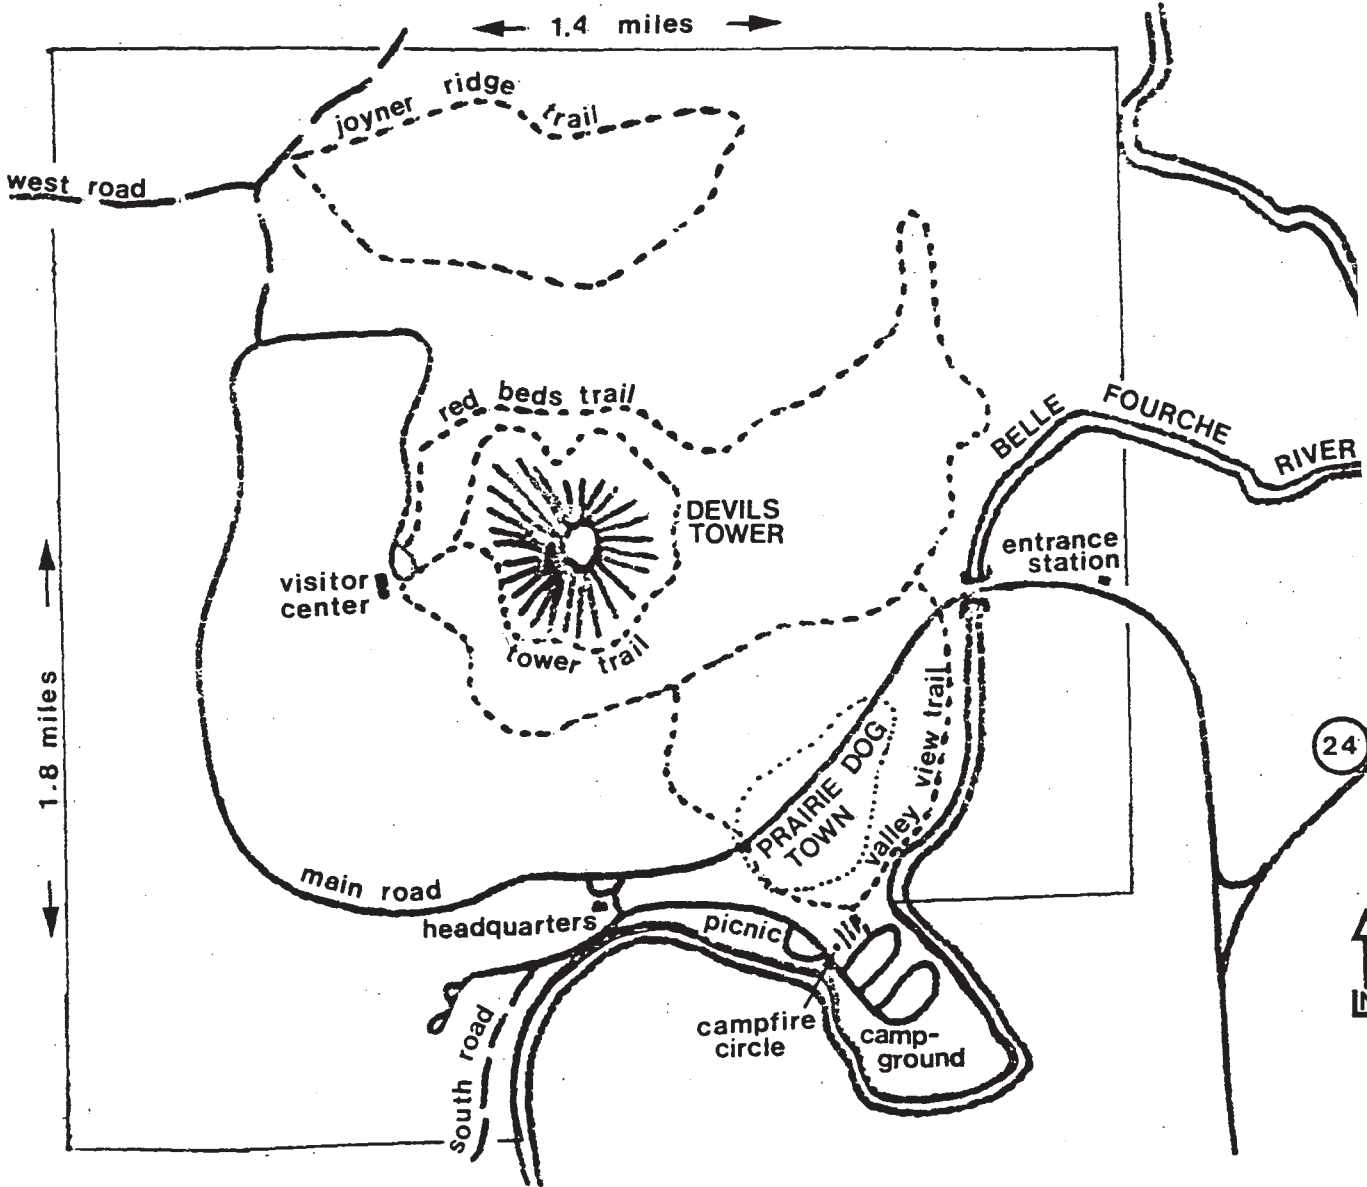 1.4 miles
joyner ridge trail
west road
red beds trail
BELLE FOURCHE RIVER
DEVILS
TOWER
entrance
station
visitor
center
tower trail
1.8 miles
valley view trail
PRAIRIE DOG
TOWN
24
main road
headquarters
picnic
campfire
circle
camp-
ground
south road